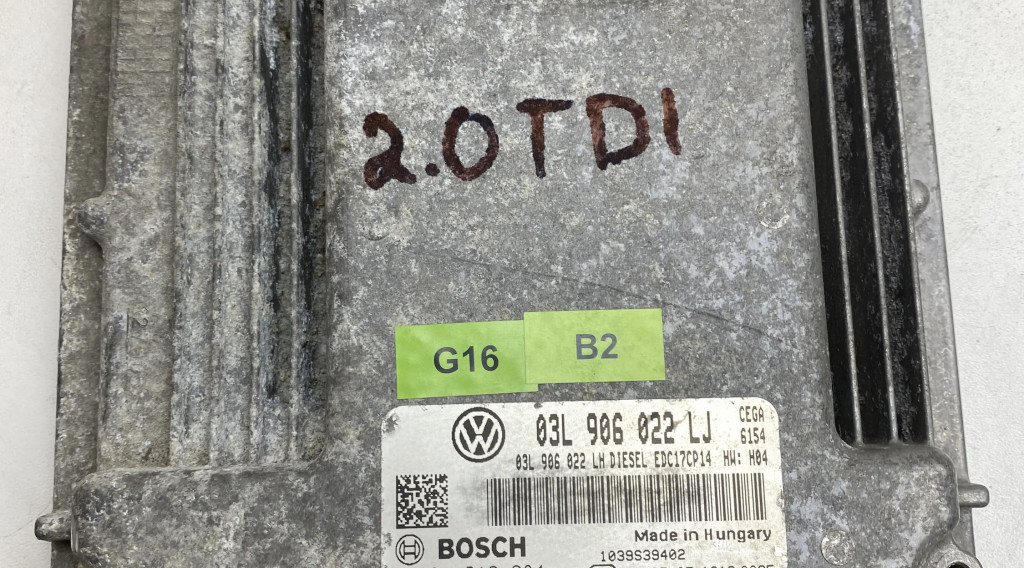 2.0TDI
G16 B2
03L 906 022 LJ CEGA
6154
03L 906 022 LH DIESEL EDC17CP14 HW: H04
Made in Hungary
BOSCH 1039S39402